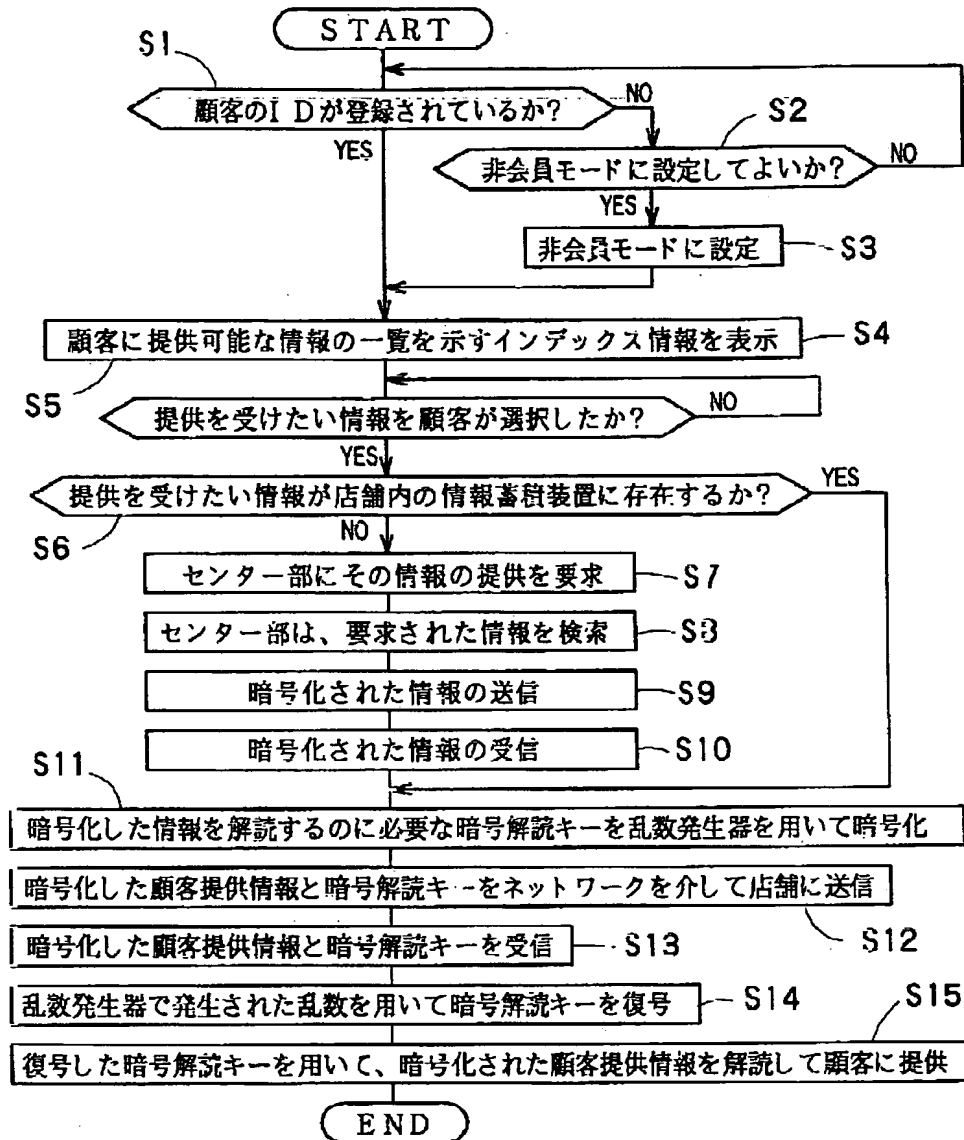 START
S1
顧客のIDが登録されているか?
NO
S2
YES
非会員モードに設定してよいか?
NO
YES
非会員モードに設定
S3
顧客に提供可能な情報の一覧を示すインデックス情報を表示
S4
S5
提供を受けたい情報を顧客が選択したか?
NO
YES
提供を受けたい情報が店舗内の情報蓄積装置に存在するか?
YES
S6
NO
センター部にその情報の提供を要求
S7
センター部は、要求された情報を検索
S8
暗号化された情報の送信
S9
暗号化された情報の受信
S10
S11
暗号化した情報を解読するのに必要な暗号解読キーを乱数発生器を用いて暗号化
暗号化した顧客提供情報と暗号解読キーをネットワークを介して店舗に送信
S12
暗号化した顧客提供情報と暗号解読キーを受信
S13
乱数発生器で発生された乱数を用いて暗号解読キーを復号
S14
S15
復号した暗号解読キーを用いて、暗号化された顧客提供情報を解読して顧客に提供
END